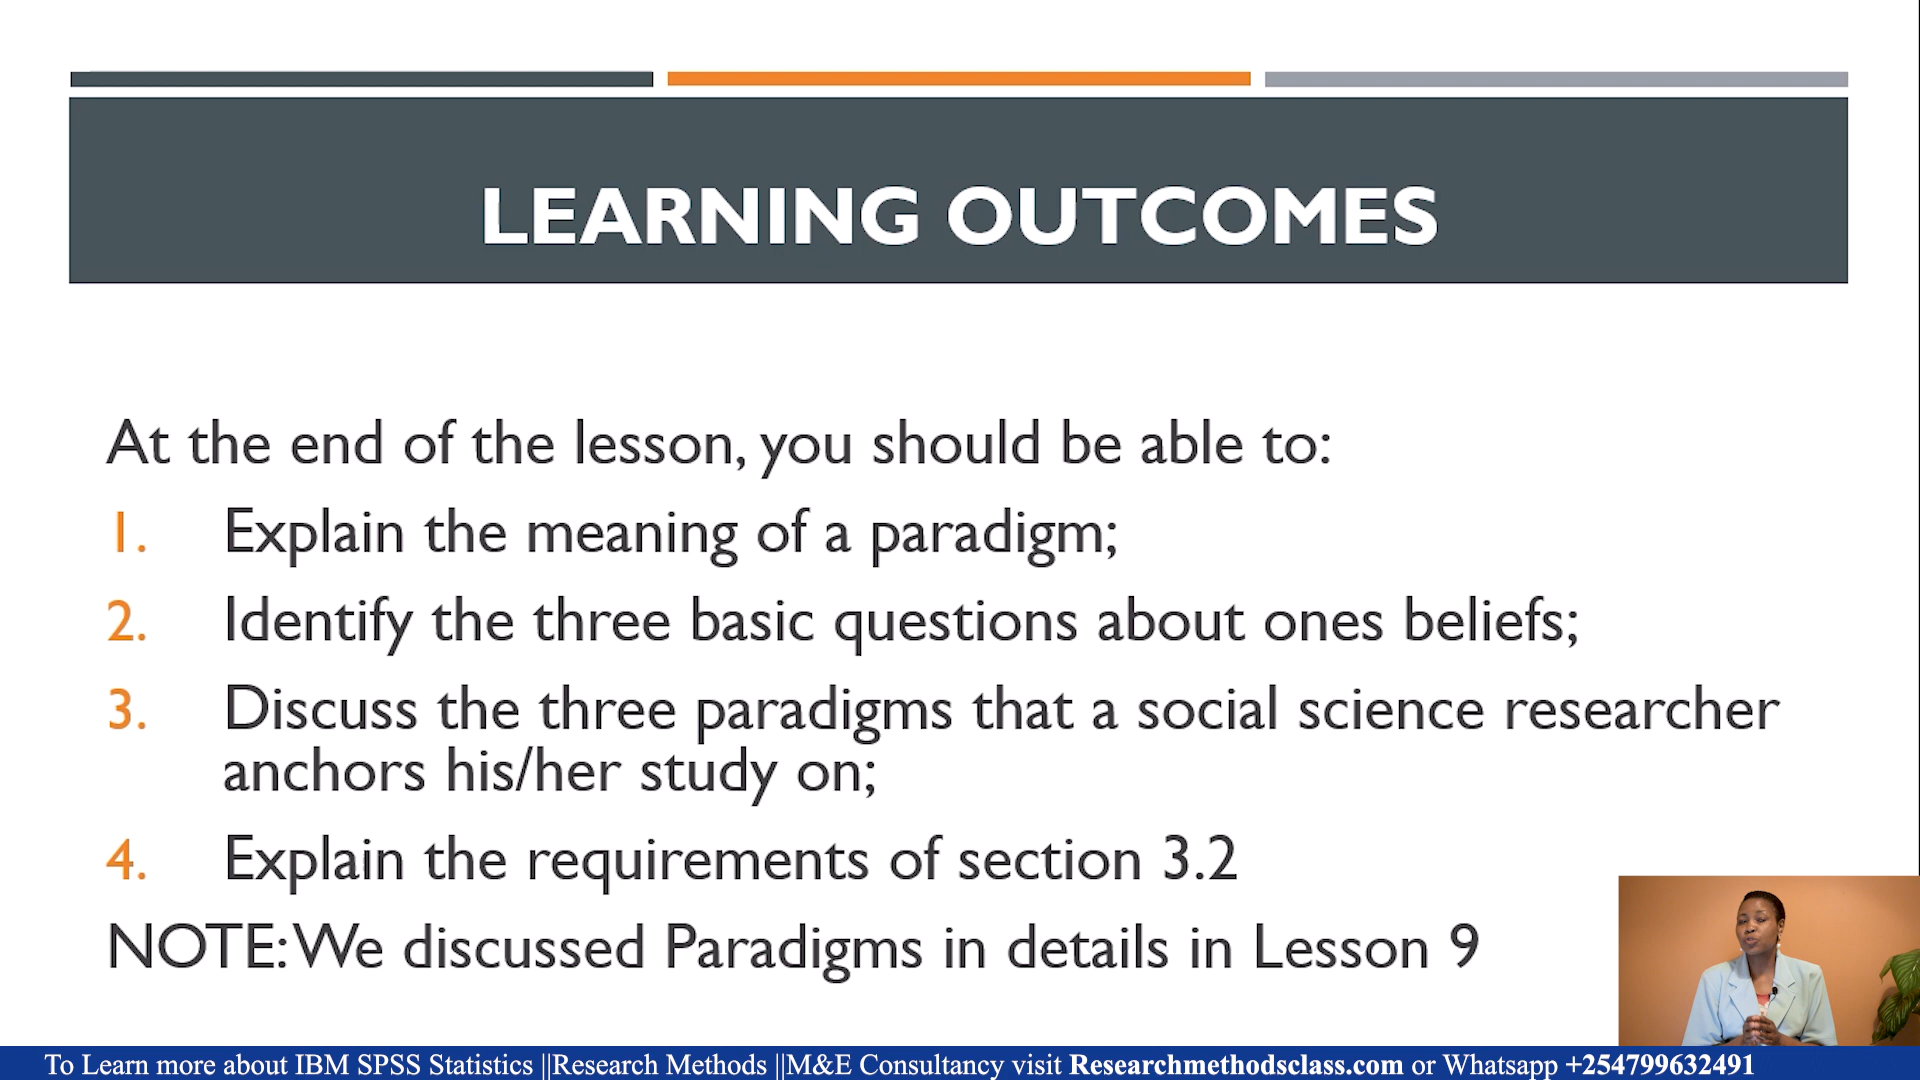 LEARNING OUTCOMES
At the end of the lesson, you should be able to:
1. Explain the meaning of a paradigm;
2. Identify the three basic questions about ones beliefs;
3. Discuss the three paradigms that a social science researcher
anchors his/her study on;
4. Explain the requirements of section 3.2
NOTE: We discussed Paradigms in details in Lesson 9
To Learn more about IBM SPSS Statistics ||Research Methods ||M&E Consultancy visit Researchmethodsclass.com or Whatsapp +254799632491